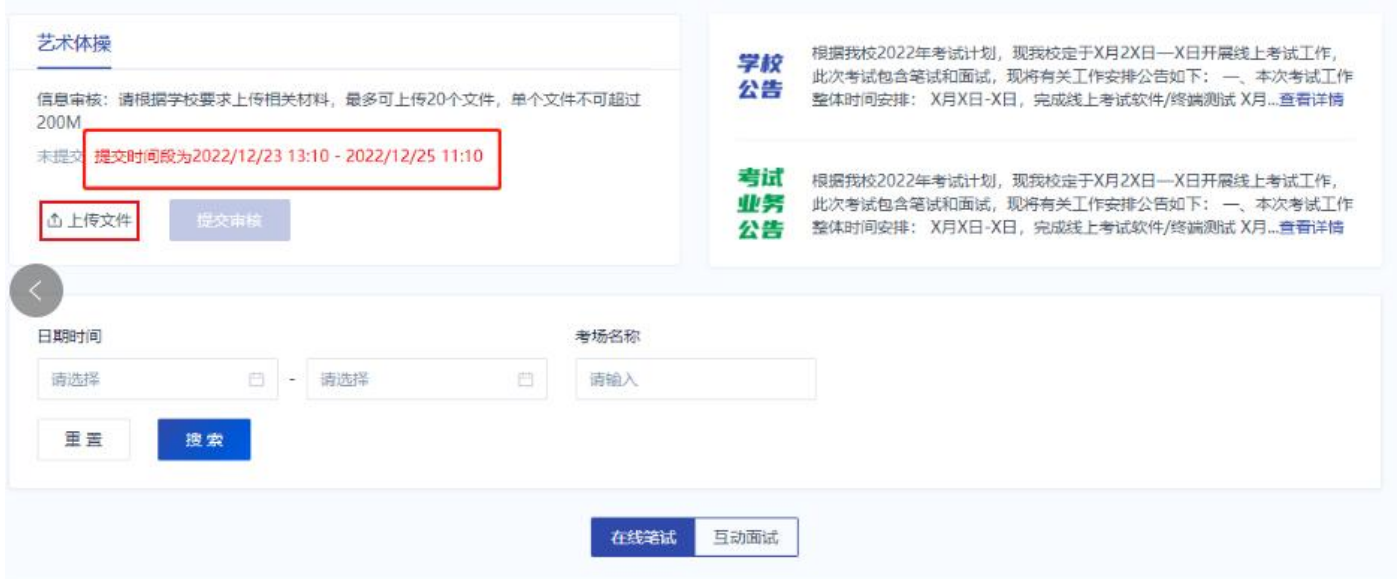 艺术体操
信息审核：请根据学校要求上传相关材料，最多可上传20个文件，单个文件不可超过
200M
未提交 提交时间段为2022/12/23 13:10 - 2022/12/25 11:10
上传文件
提交审核
学校
公告
根据我校2022年考试计划，现我校定于X月2X日—X日开展线上考试工作，
此次考试包含笔试和面试，现将有关工作安排公告如下： 一、本次考试工作
整体时间安排： X月X日-X日，完成线上考试软件/终端测试 X月...查看详情
考试
业务
公告
根据我校2022年考试计划，现我校定于X月2X日—X日开展线上考试工作，
此次考试包含笔试和面试，现将有关工作安排公告如下： 一、本次考试工作
整体时间安排： X月X日-X日，完成线上考试软件/终端测试 X月...查看详情
日期时间
考场名称
请选择 - 请选择
请输入
重 置
搜 索
在线笔试
互动面试